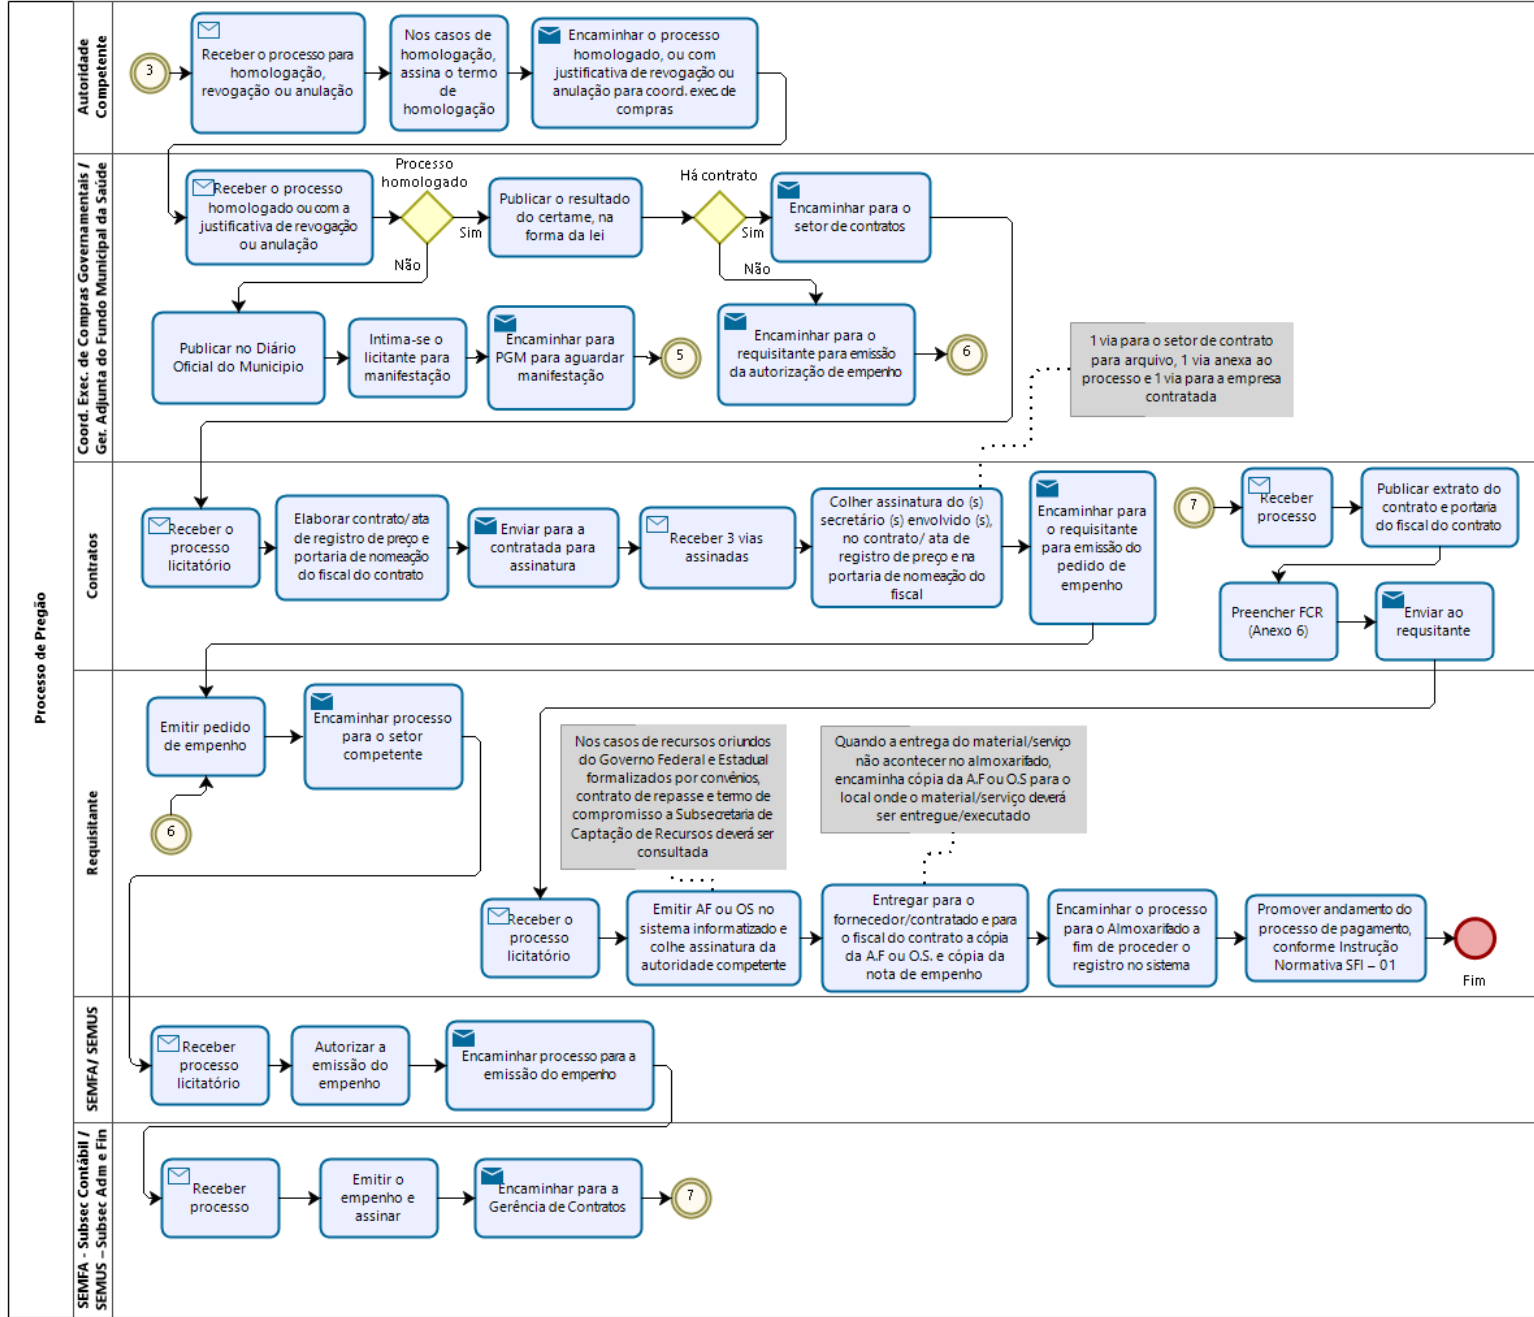 Processo de Pregão
Autoridade
Competente
3
Receber o processo para
homologação,
revogação ou anulação
Nos casos de
homologação,
assina o termo
de
homologação
Encaminhar o processo
homologado, ou com
justificativa de revogação ou
anulação para coord. exec. de
compras
Coord. Exec. de Compras Governamentais /
Ger. Adjunta do Fundo Municipal da Saúde
Receber o processo
homologado ou com a
justificativa de revogação
ou anulação
Processo
homologado
Sim
Não
Publicar o resultado
do certame, na
forma da lei
Há contrato
Sim
Não
Encaminhar para o
setor de contratos
Publicar no Diário
Oficial do Municipio
Intima-se o
licitante para
manifestação
Encaminhar para
PGM para aguardar
manifestação
5
Encaminhar para o
requisitante para emissão
da autorização de empenho
6
1 via para o setor de contrato
para arquivo, 1 via anexa ao
processo e 1 via para a empresa
contratada
Contratos
Receber o
processo
licitatório
Elaborar contrato/ ata
de registro de preço e
portaria de nomeação
do fiscal do contrato
Enviar para a
contratada para
assinatura
Receber 3 vias
assinadas
Colher assinatura do (s)
secretário (s) envolvido (s),
no contrato/ ata de
registro de preço e na
portaria de nomeação do
fiscal
Encaminhar para
o requisitante
para emissão do
pedido de
empenho
7
Receber
processo
Publicar extrato do
contrato e portaria
do fiscal do contrato
Preencher FCR
(Anexo 6)
Enviar ao
requsitante
Requisitante
Emitir pedido
de empenho
6
Encaminhar processo
para o setor
competente
Nos casos de recursos oriundos
do Governo Federal e Estadual
formalizados por convênios,
contrato de repasse e termo de
compromisso a Subsecretaria de
Captação de Recursos deverá ser
consultada
Quando a entrega do material/serviço
não acontecer no almoxarifado,
encaminha cópia da A.F ou O.S para o
local onde o material/serviço deverá
ser entregue/executado
Receber o
processo
licitatório
Emitir AF ou OS no
sistema informatizado e
colhe assinatura da
autoridade competente
Entregar para o
fornecedor/contratado e para
o fiscal do contrato a cópia
da A.F ou O.S. e cópia da
nota de empenho
Encaminhar o processo
para o Almoxarifado a
fim de proceder o
registro no sistema
Promover andamento do
processo de pagamento,
conforme Instrução
Normativa SFI – 01
Fim
SEMFA/ SEMUS
Receber
processo
licitatório
Autorizar a
emissão do
empenho
Encaminhar processo para a
emissão do empenho
SEMFA - Subsec Contábil /
SEMUS – Subsec Adm e Fin
Receber
processo
Emitir o
empenho e
assinar
Encaminhar para a
Gerência de Contratos
7